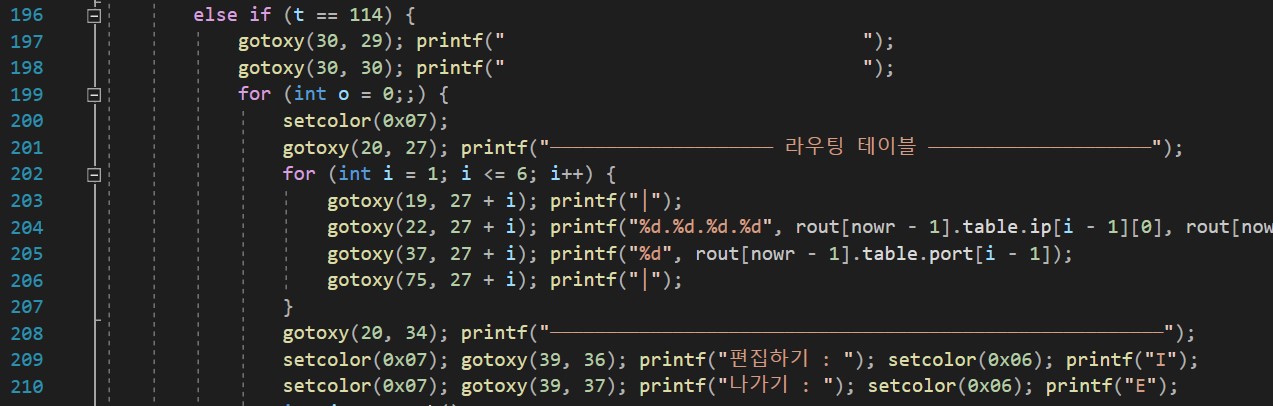 196 else if (t == 114) {
197 gotoxy(30, 29); printf("                                ");
198 gotoxy(30, 30); printf("                                ");
199 for (int o = 0;;) {
200 setcolor(0x07);
201 gotoxy(20, 27); printf("──────────────────── 라우팅 테이블 ────────────────────");
202 for (int i = 1; i <= 6; i++) {
203 gotoxy(19, 27 + i); printf("│");
204 gotoxy(22, 27 + i); printf("%d.%d.%d.%d", rout[nowr - 1].table.ip[i - 1][0], rout[now
205 gotoxy(37, 27 + i); printf("%d", rout[nowr - 1].table.port[i - 1]);
206 gotoxy(75, 27 + i); printf("│");
207 }
208 gotoxy(20, 34); printf("───────────────────────────────────────────────────────");
209 setcolor(0x07); gotoxy(39, 36); printf("편집하기 : "); setcolor(0x06); printf("I");
210 setcolor(0x07); gotoxy(39, 37); printf("나가기 : "); setcolor(0x06); printf("E");